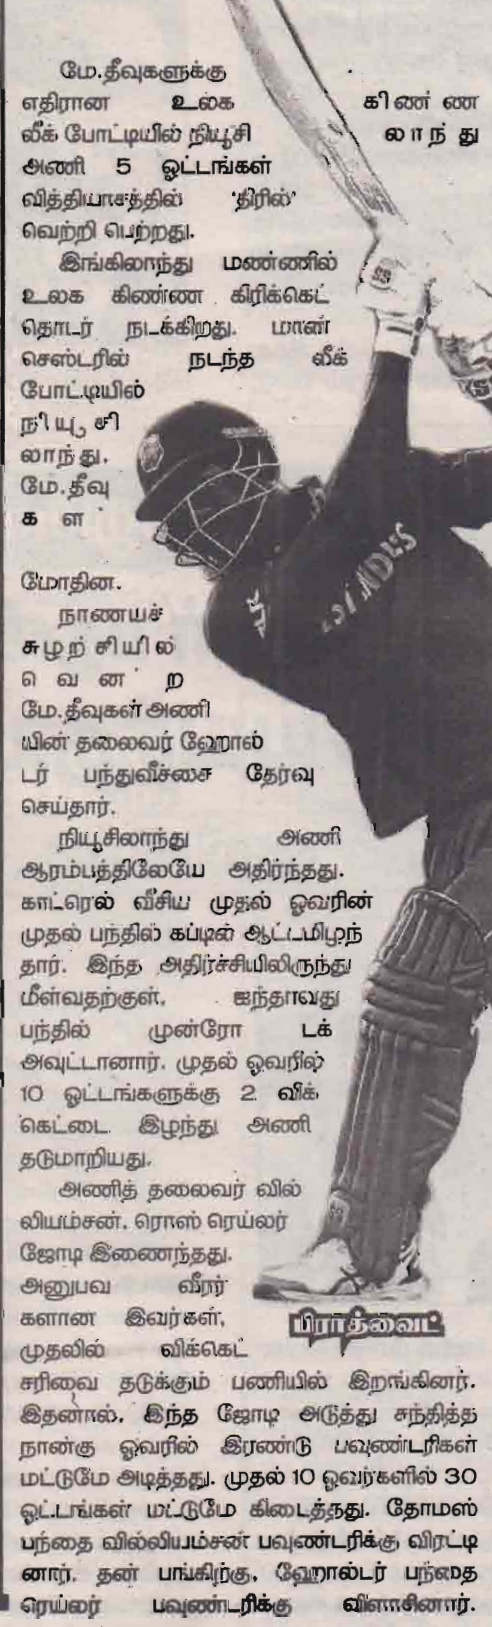 மே.தீவுகளுக்கு
எதிரான உலக கிண்ண
லீக் போட்டியில் நியூசி லாந்து
அணி 5 ஓட்டங்கள்
வித்தியாசத்தில் 'திரில்'
வெற்றி பெற்றது.
இங்கிலாந்து மண்ணில்
உலக கிண்ண கிரிக்கெட்
தொடர் நடக்கிறது. மான்
செஸ்டரில் நடந்த லீக்
போட்டியில்
நியூசி
லாந்து,
மே.தீவு
கள்
மோதின.
நாணயச்
சுழற்சியில்
வென்ற
மே.தீவுகள் அணி
யின் தலைவர் ஹோல்
டர் பந்துவீச்சை தேர்வு
செய்தார்.
நியூசிலாந்து அணி
ஆரம்பத்திலேயே அதிர்ந்தது.
காட்ரெல் வீசிய முதல் ஓவரின்
முதல் பந்தில் கப்டில் ஆட்டமிழந்
தார். இந்த அதிர்ச்சியிலிருந்து
மீள்வதற்குள், ஐந்தாவது
பந்தில் முன்ரோ டக்
அவுட்டானார். முதல் ஓவரில்
10 ஓட்டங்களுக்கு 2 விக்
கெட்டை இழந்து அணி
தடுமாறியது.
அணித் தலைவர் வில்
லியம்சன், ரொஸ் ரெய்லர்
ஜோடி இணைந்தது.
அனுபவ வீரர்
களான இவர்கள்,
முதலில் விக்கெட்
சரிவை தடுக்கும் பணியில் இறங்கினர்.
இதனால், இந்த ஜோடி அடுத்து சந்தித்த
நான்கு ஓவரில் இரண்டு பவுண்டரிகள்
மட்டுமே அடித்தது. முதல் 10 ஓவர்களில் 30
ஓட்டங்கள் மட்டுமே கிடைத்தது. தோமஸ்
பந்தை வில்லியம்சன் பவுண்டரிக்கு விரட்டி
னார். தன் பங்கிற்கு, ஹோல்டர் பந்தை
ரெய்லர் பவுண்டரிக்கு விளாசினார்.
பிராத்வைட்
INDIES